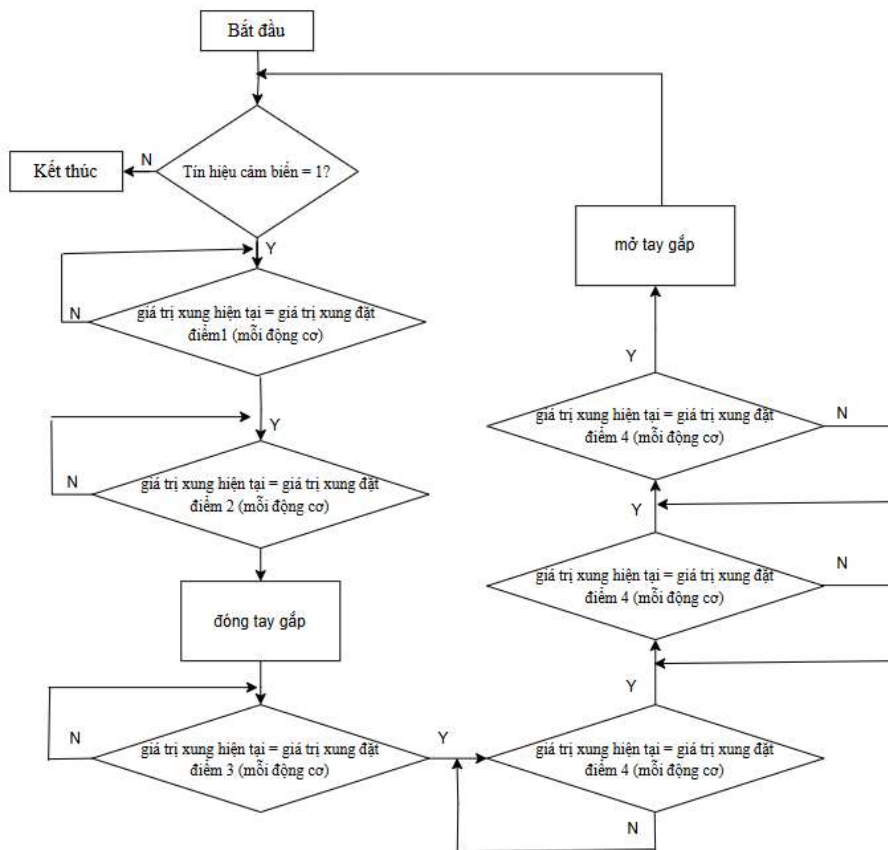 Bắt đầu
Tín hiệu cảm biến = 1?
N
Kết thúc
Y
giá trị xung hiện tại = giá trị xung đặt
điểm1 (mỗi động cơ)
N
Y
giá trị xung hiện tại = giá trị xung đặt
điểm 2 (mỗi động cơ)
N
đóng tay gắp
giá trị xung hiện tại = giá trị xung đặt
điểm 3 (mỗi động cơ)
N
Y
giá trị xung hiện tại = giá trị xung đặt
điểm 4 (mỗi động cơ)
N
Y
giá trị xung hiện tại = giá trị xung đặt
điểm 4 (mỗi động cơ)
N
Y
giá trị xung hiện tại = giá trị xung đặt
điểm 4 (mỗi động cơ)
N
Y
mở tay gắp